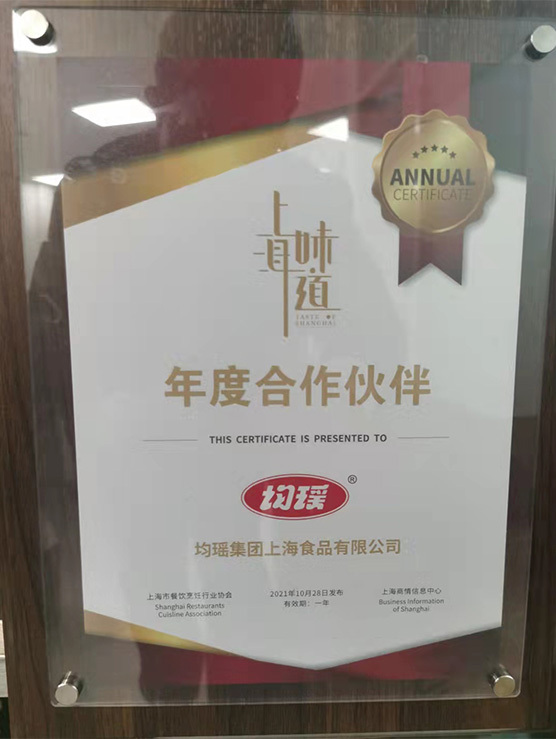 ANNUAL
CERTIFICATE
上海味道
TASTE OF
SHANGHAI
年度合作伙伴
THIS CERTIFICATE IS PRESENTED TO
均瑶®
均瑶集团上海食品有限公司
上海市餐饮烹饪行业协会
Shanghai Restaurants
Cuisline Association
2021年10月28日发布
有效期：一年
上海商情信息中心
Business Information
of Shanghai